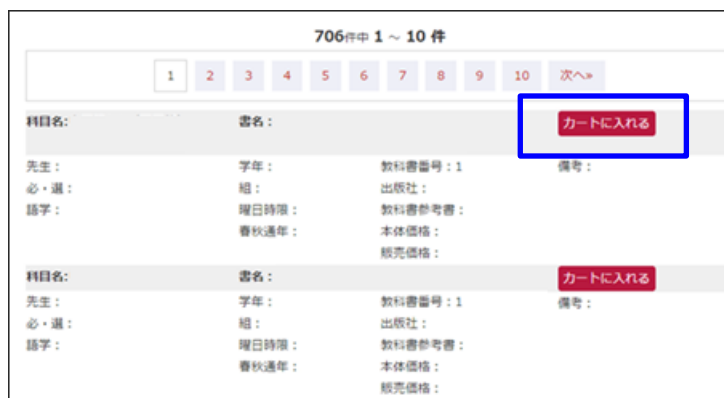 706件中 1 ~ 10 件
1 2 3 4 5 6 7 8 9 10 次へ»
科目名: 書名: カートに入れる
先生: 学年: 教科書番号:1 備考:
必・選: 組: 出版社:
語学: 曜日時限: 教科書参考書:
春秋通年: 本体価格:
販売価格:
科目名: 書名: カートに入れる
先生: 学年: 教科書番号:1 備考:
必・選: 組: 出版社:
語学: 曜日時限: 教科書参考書:
春秋通年: 本体価格:
販売価格: